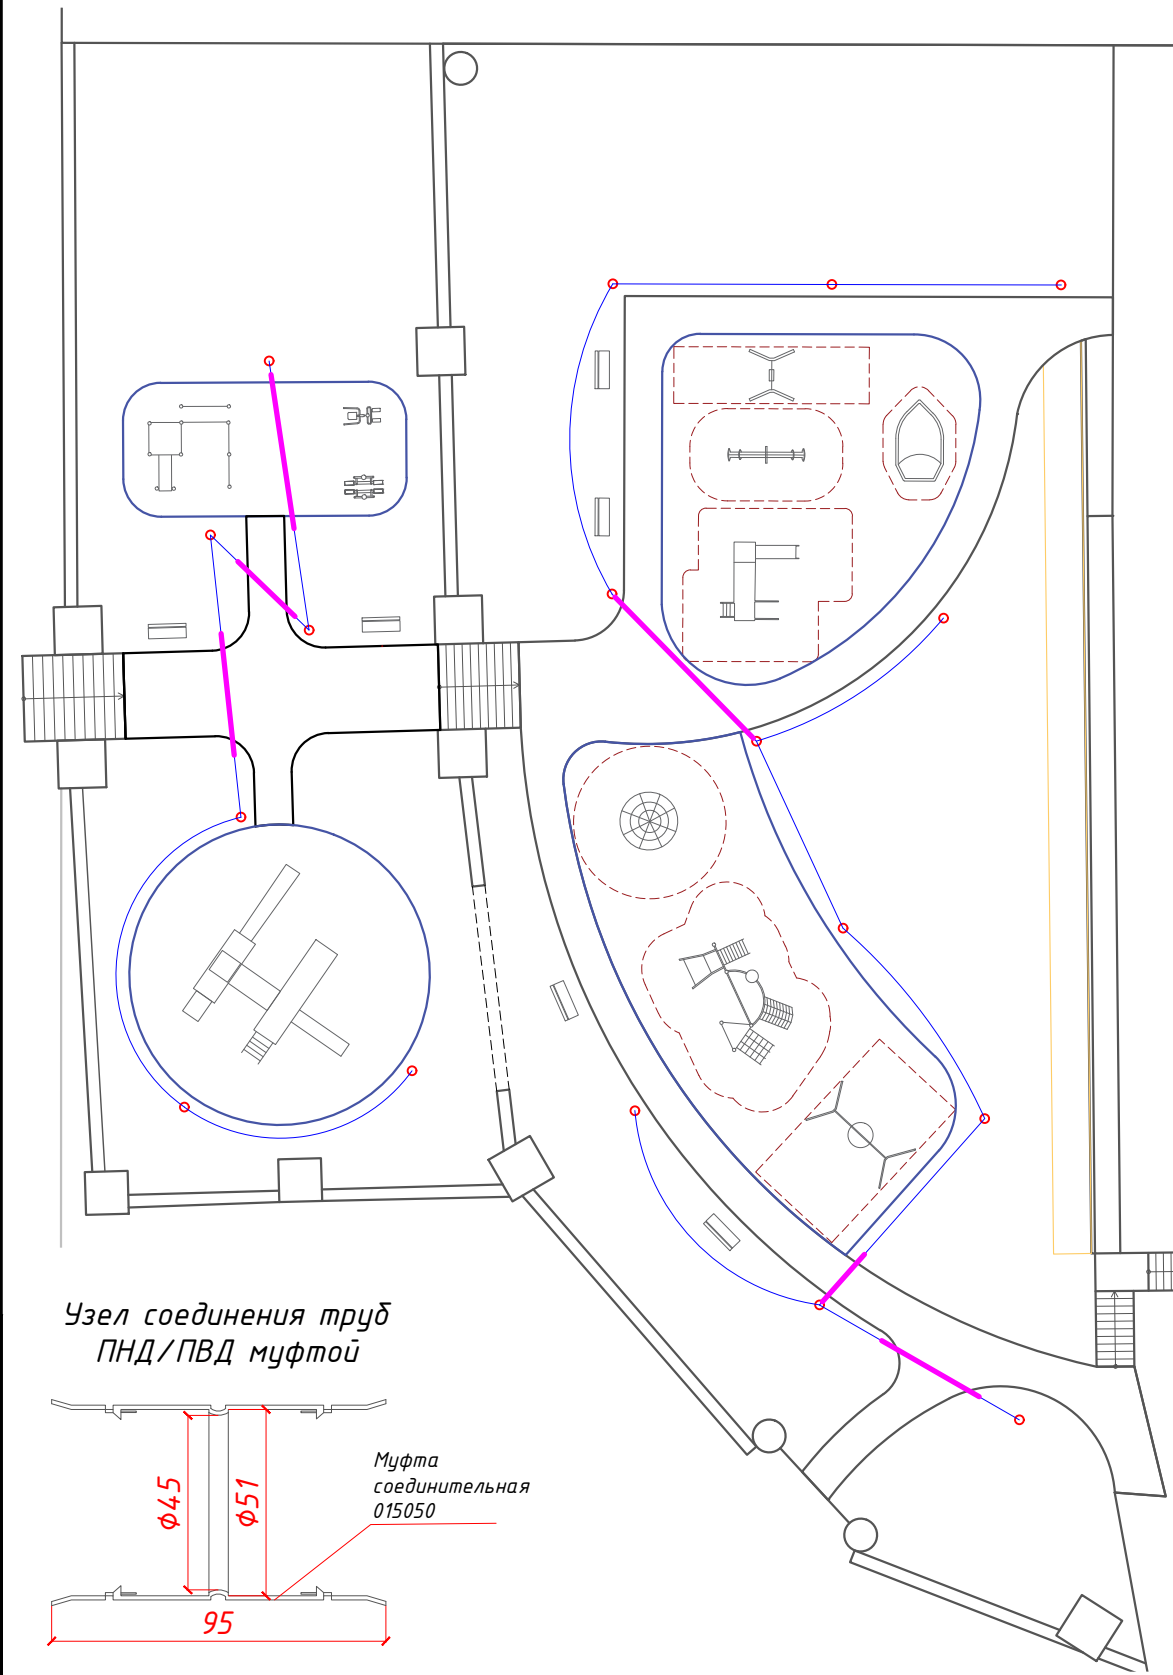 Узел соединения труб
ПНД/ПВД муфтой
Муфта
соединительная
015050
ф45
ф51
95